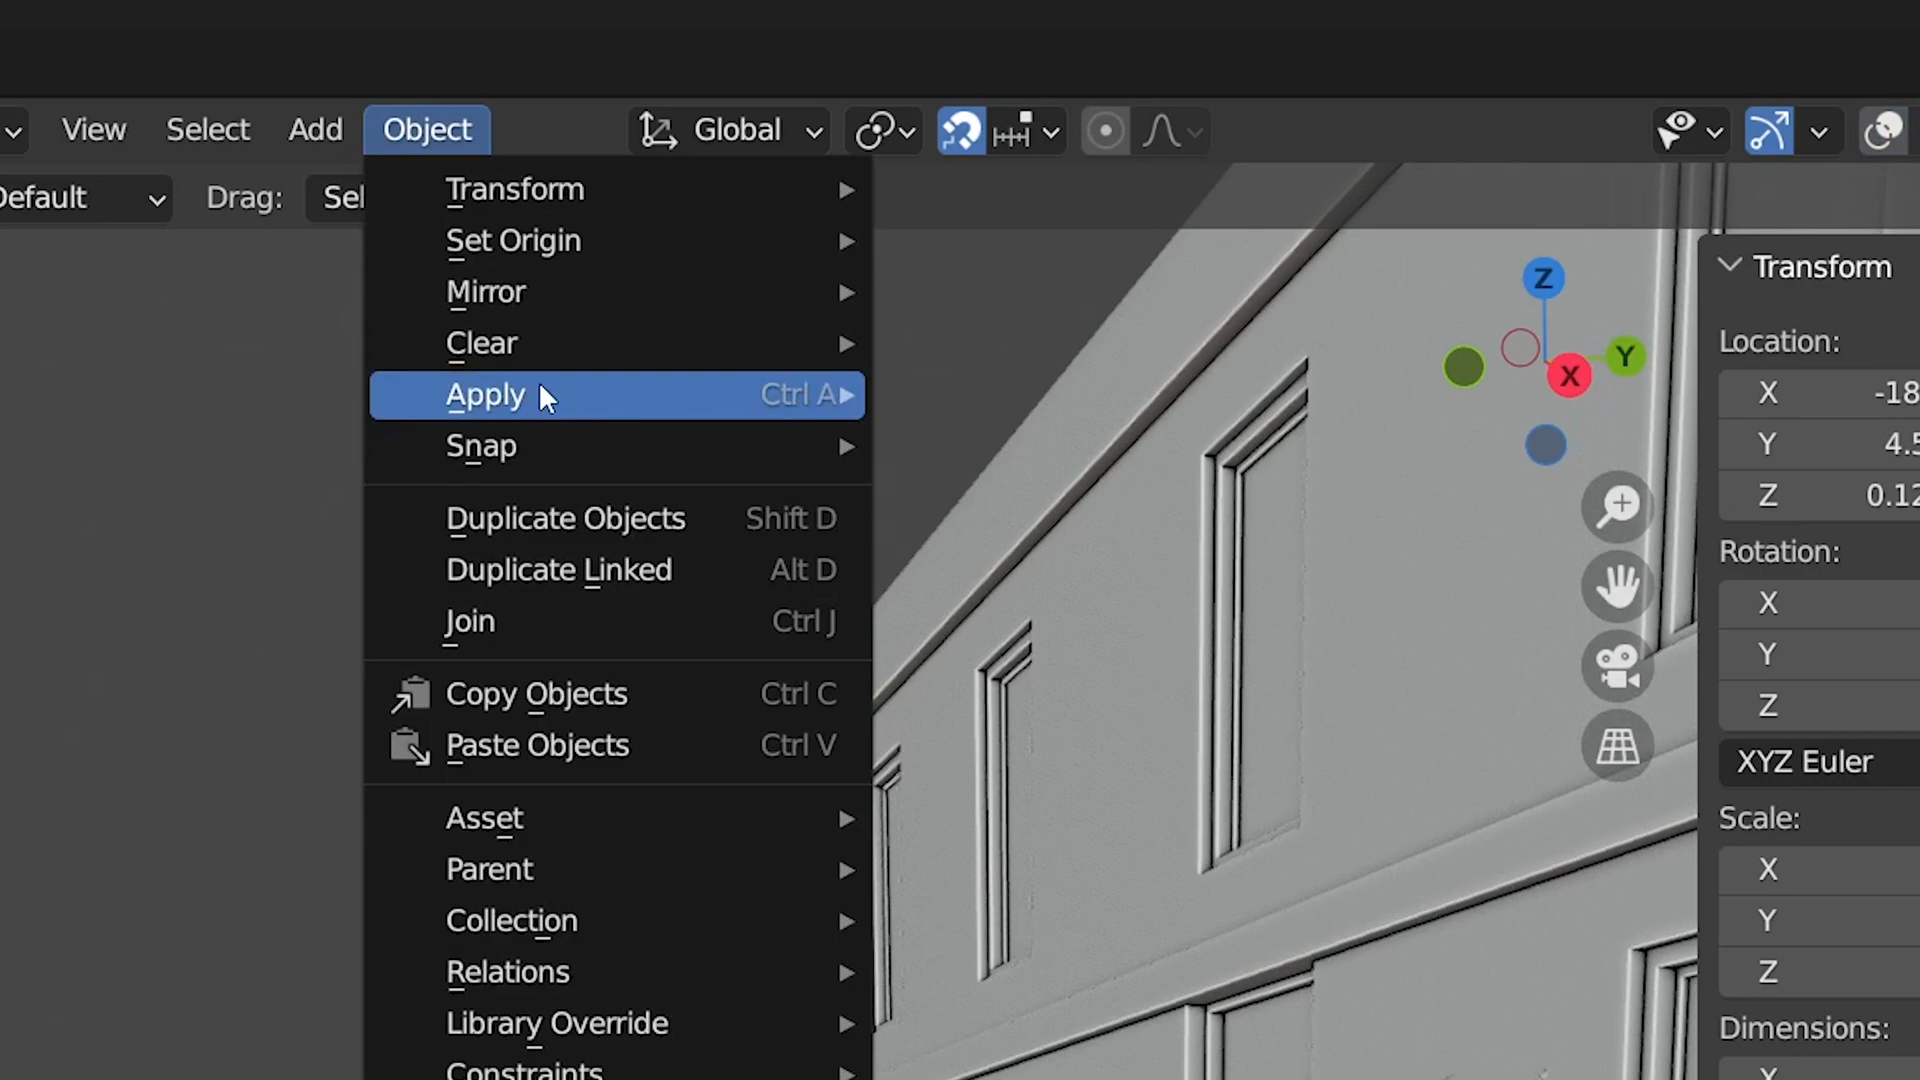 View Select Add Object Global
Default Drag: Sel
Transform
Set Origin
Mirror
Clear
Apply Ctrl A
Snap
Duplicate Objects Shift D
Duplicate Linked Alt D
Join Ctrl J
Copy Objects Ctrl C
Paste Objects Ctrl V
Asset
Parent
Collection
Relations
Library Override
Constraints
Z
Y
X
Transform
Location:
X -18
Y 4.5
Z 0.12
Rotation:
X
Y
Z
XYZ Euler
Scale:
X
Y
Z
Dimensions:
X